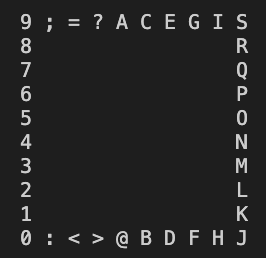 9 ; = ? A C E G I S
8                 R
7                 Q
6                 P
5                 O
4                 N
3                 M
2                 L
1                 K
0 : < > @ B D F H J